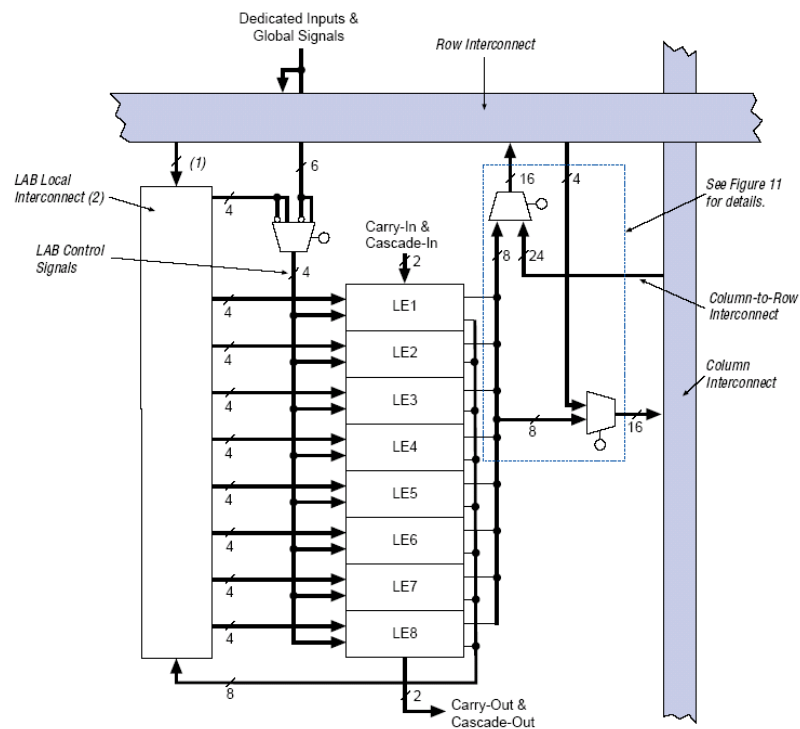 Dedicated Inputs &
Global Signals
Row Interconnect
(1)
6
16
4
LAB Local
Interconnect (2)
4
See Figure 11
for details.
Carry-In &
Cascade-In
LAB Control
Signals
4
2
8
24
Column-to-Row
Interconnect
4
LE1
4
LE2
Column
Interconnect
4
LE3
8
16
4
LE4
4
LE5
4
LE6
4
LE7
4
LE8
8
2
Carry-Out &
Cascade-Out